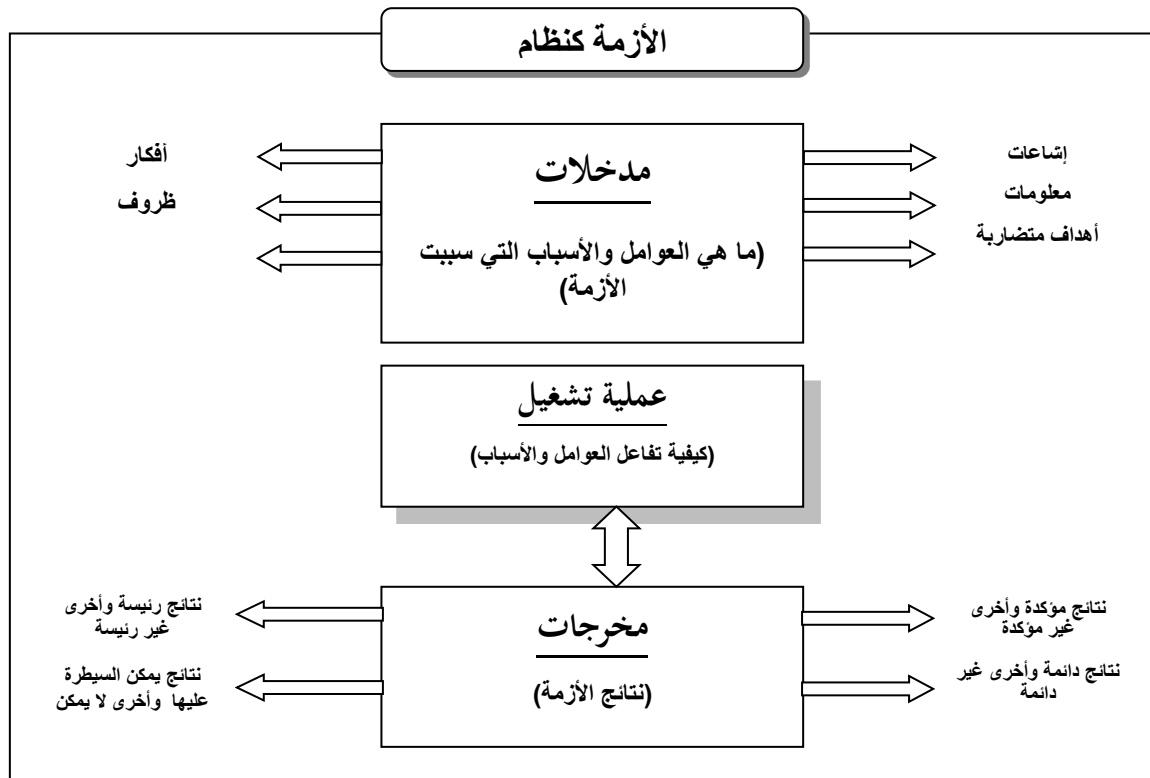 الأزمة كنظام
مدخلات
(ما هي العوامل والأسباب التي سببت
الأزمة)
إشاعات
معلومات
أهداف متضاربة
أفكار
ظروف
عملية تشغيل
(كيفية تفاعل العوامل والأسباب)
مخرجات
(نتائج الأزمة)
نتائج مؤكدة وأخرى
غير مؤكدة
نتائج دائمة وأخرى غير
دائمة
نتائج رئيسة وأخرى
غير رئيسة
نتائج يمكن السيطرة
عليها وأخرى لا يمكن